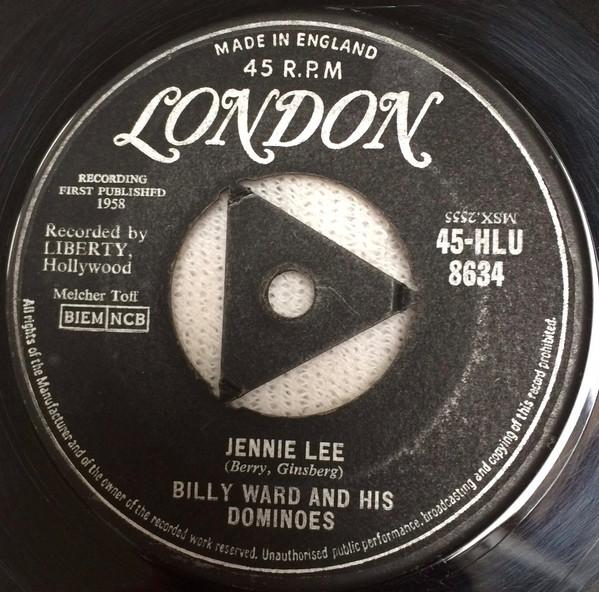 MADE IN ENGLAND
45 R.P.M
LONDON
RECORDING
FIRST PUBLISHED
1958
Recorded by
LIBERTY,
Hollywood
Melcher Toff
BIEM NCB
MSX.2555
45-HLU
8634
JENNIE LEE
(Berry, Ginsberg)
BILLY WARD AND HIS
DOMINOES
All rights of the Manufacturer and of the owner of the recorded work reserved. Unauthorised public performance, broadcasting and copying of this record prohibited.